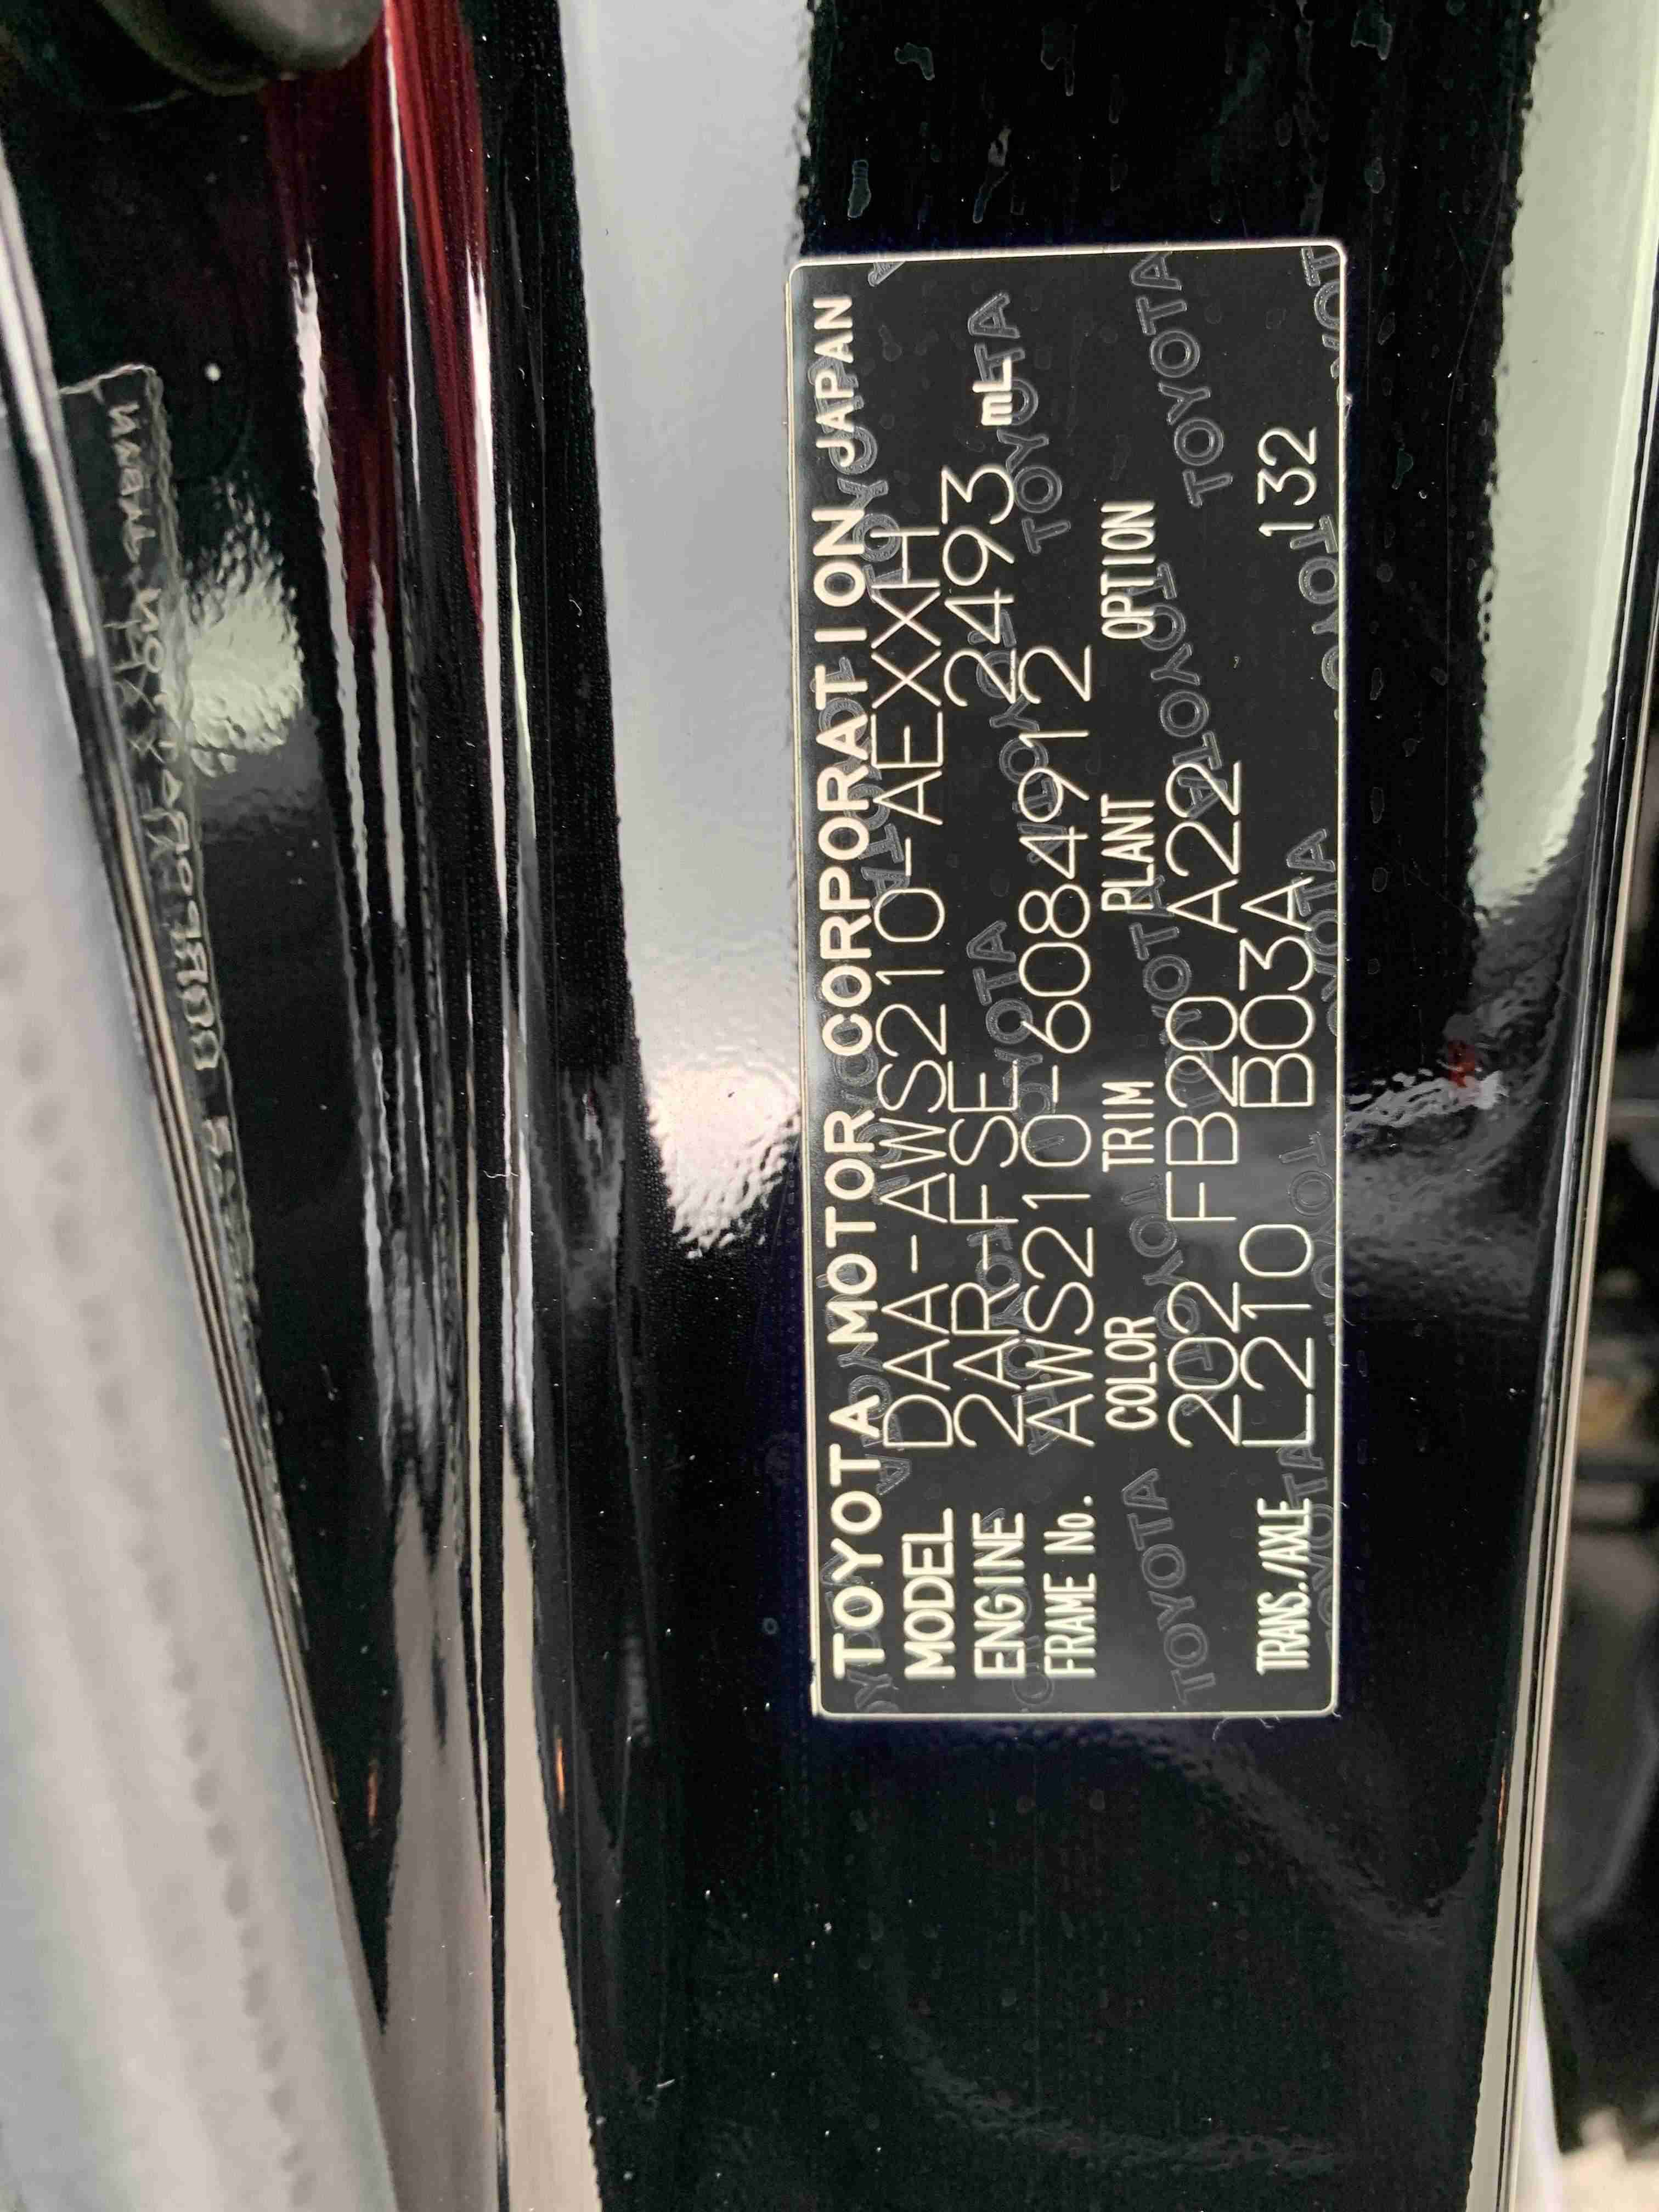 TOYOTA MOTOR CORPORATION JAPAN
MODEL DAA-AWS210-AEXXH
ENGINE 2AR-FSE 2493 mL
FRAME No. AWS210-6084912
COLOR TRIM PLANT OPTION
202 FB20 A22
TRANS./AXLE L210 B03A 132